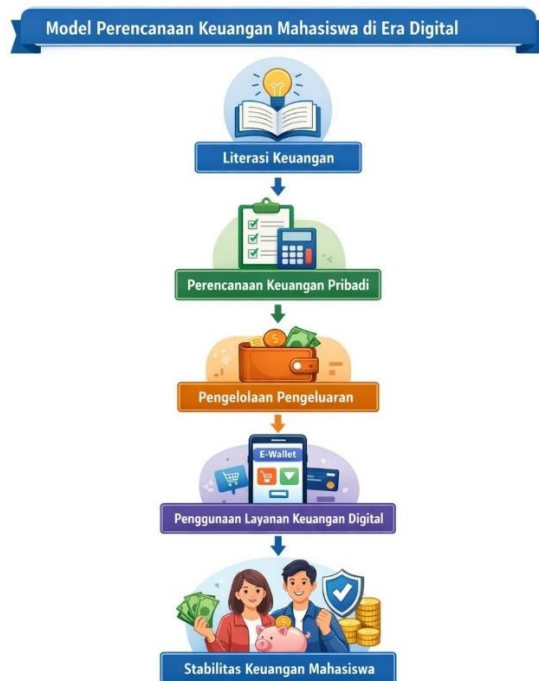 Model Perencanaan Keuangan Mahasiswa di Era Digital
Literasi Keuangan
Perencanaan Keuangan Pribadi
Pengelolaan Pengeluaran
E-Wallet
Penggunaan Layanan Keuangan Digital
Stabilitas Keuangan Mahasiswa